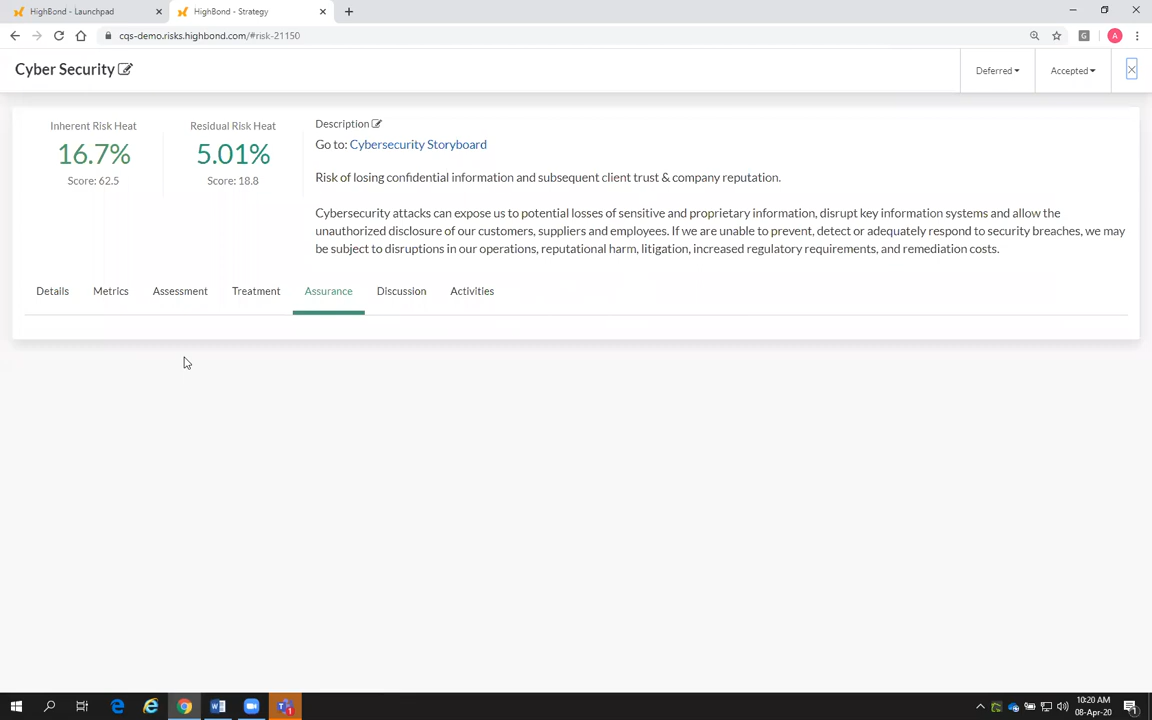 HighBond - Launchpad
HighBond - Strategy
cqs-demo.risks.highbond.com/#risk-21150
G
A
Cyber Security
Deferred
Accepted
Inherent Risk Heat
16.7%
Score: 62.5
Residual Risk Heat
5.01%
Score: 18.8
Description
Go to: Cybersecurity Storyboard
Risk of losing confidential information and subsequent client trust & company reputation.
Cybersecurity attacks can expose us to potential losses of sensitive and proprietary information, disrupt key information systems and allow the
unauthorized disclosure of our customers, suppliers and employees. If we are unable to prevent, detect or adequately respond to security breaches, we may
be subject to disruptions in our operations, reputational harm, litigation, increased regulatory requirements, and remediation costs.
Details Metrics Assessment Treatment Assurance Discussion Activities
10:20 AM
08-Apr-20